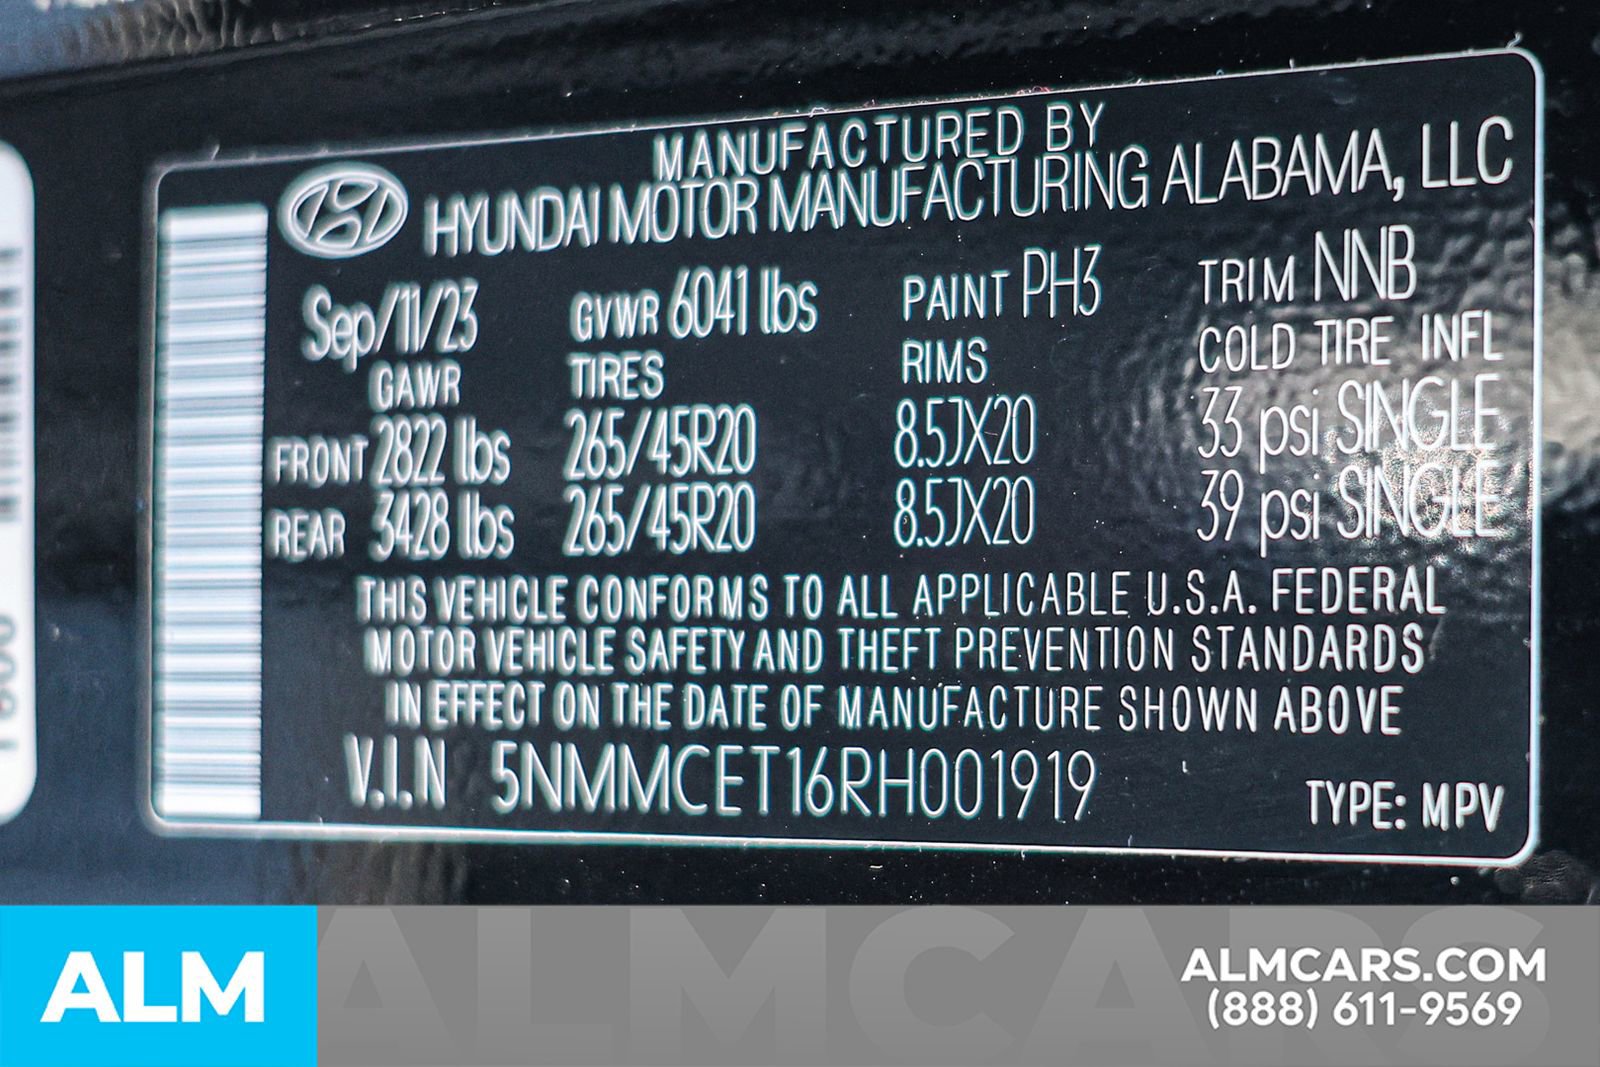 MANUFACTURED BY
HYUNDAI MOTOR MANUFACTURING ALABAMA, LLC
Sep/11/23 GVWR 6041 lbs PAINT PH3 TRIM NNB
GAWR TIRES RIMS COLD TIRE INFL
FRONT 2822 lbs 265/45R20 8.5JX20 33 psi SINGLE
REAR 3428 lbs 265/45R20 8.5JX20 39 psi SINGLE
THIS VEHICLE CONFORMS TO ALL APPLICABLE U.S.A. FEDERAL
MOTOR VEHICLE SAFETY AND THEFT PREVENTION STANDARDS
IN EFFECT ON THE DATE OF MANUFACTURE SHOWN ABOVE
V.I.N 5NMMCET16RH001919 TYPE: MPV
ALMCARS
ALM
ALMCARS.COM
(888) 611-9569